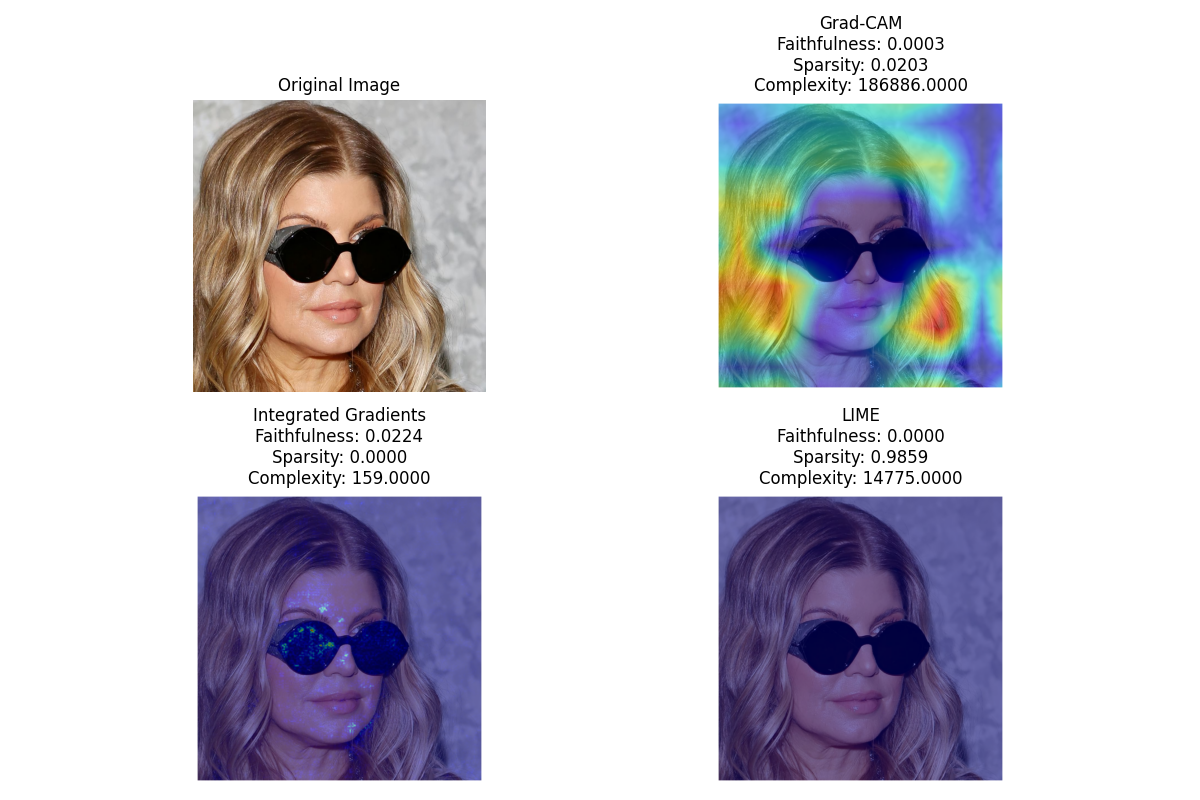 Original Image
Grad-CAM
Faithfulness: 0.0003
Sparsity: 0.0203
Complexity: 186886.0000
Integrated Gradients
Faithfulness: 0.0224
Sparsity: 0.0000
Complexity: 159.0000
LIME
Faithfulness: 0.0000
Sparsity: 0.9859
Complexity: 14775.0000